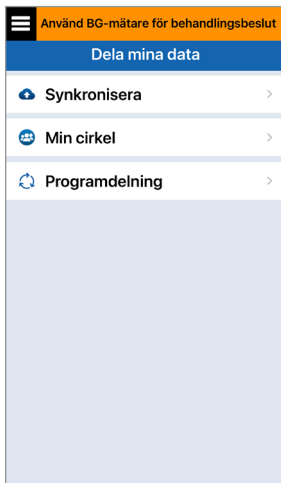 Använd BG-mätare för behandlingsbeslut
Dela mina data
Synkronisera
Min cirkel
Programdelning